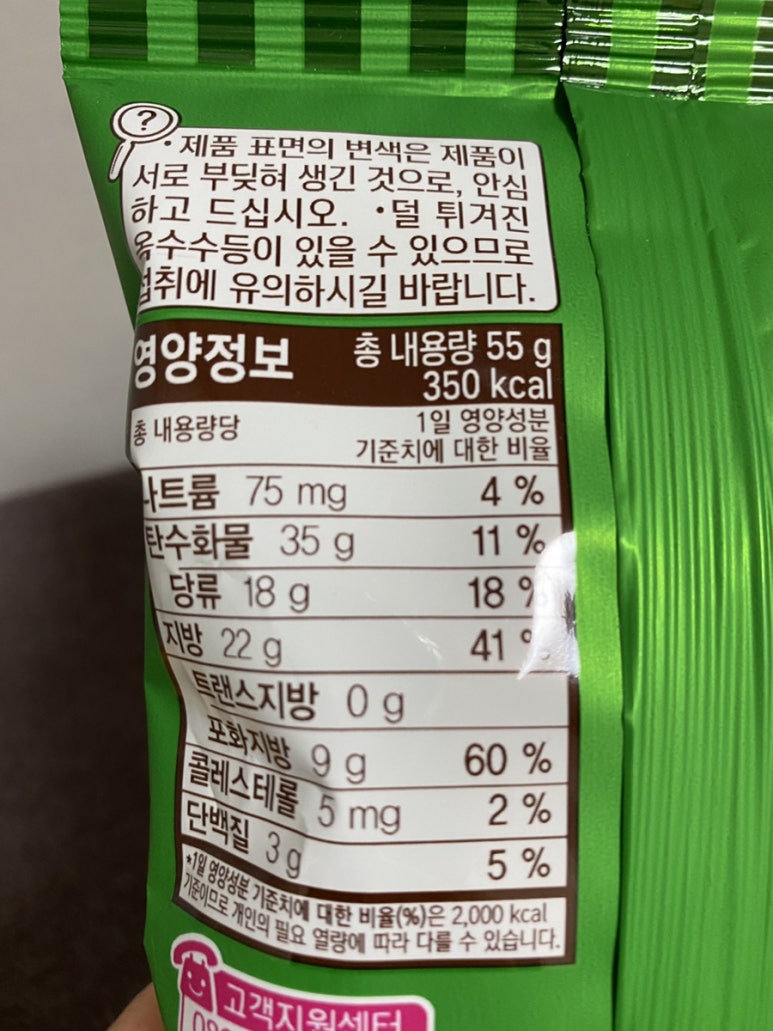 ?
·제품 표면의 변색은 제품이
서로 부딪혀 생긴 것으로, 안심
하고 드십시오. ·덜 튀겨진
옥수수등이 있을 수 있으므로
섭취에 유의하시길 바랍니다.
영양정보 총 내용량 55 g
350 kcal
총 내용량당 1일 영양성분
기준치에 대한 비율
나트륨 75 mg 4 %
탄수화물 35 g 11 %
당류 18 g 18 %
지방 22 g 41 %
트랜스지방 0 g
포화지방 9 g 60 %
콜레스테롤 5 mg 2 %
단백질 3 g 5 %
*1일 영양성분 기준치에 대한 비율(%)은 2,000 kcal
기준이므로 개인의 필요 열량에 따라 다를 수 있습니다.
고객지원센터